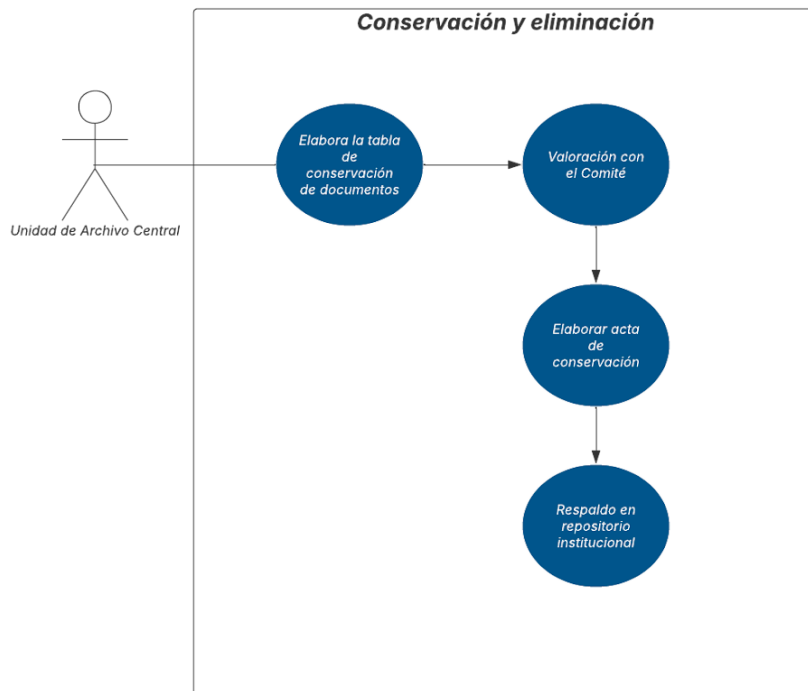 Conservación y eliminación
Elabora la tabla
de
conservación
de documentos
Valoración con
el Comité
Unidad de Archivo Central
Elaborar acta
de
conservación
Respaldo en
repositorio
institucional